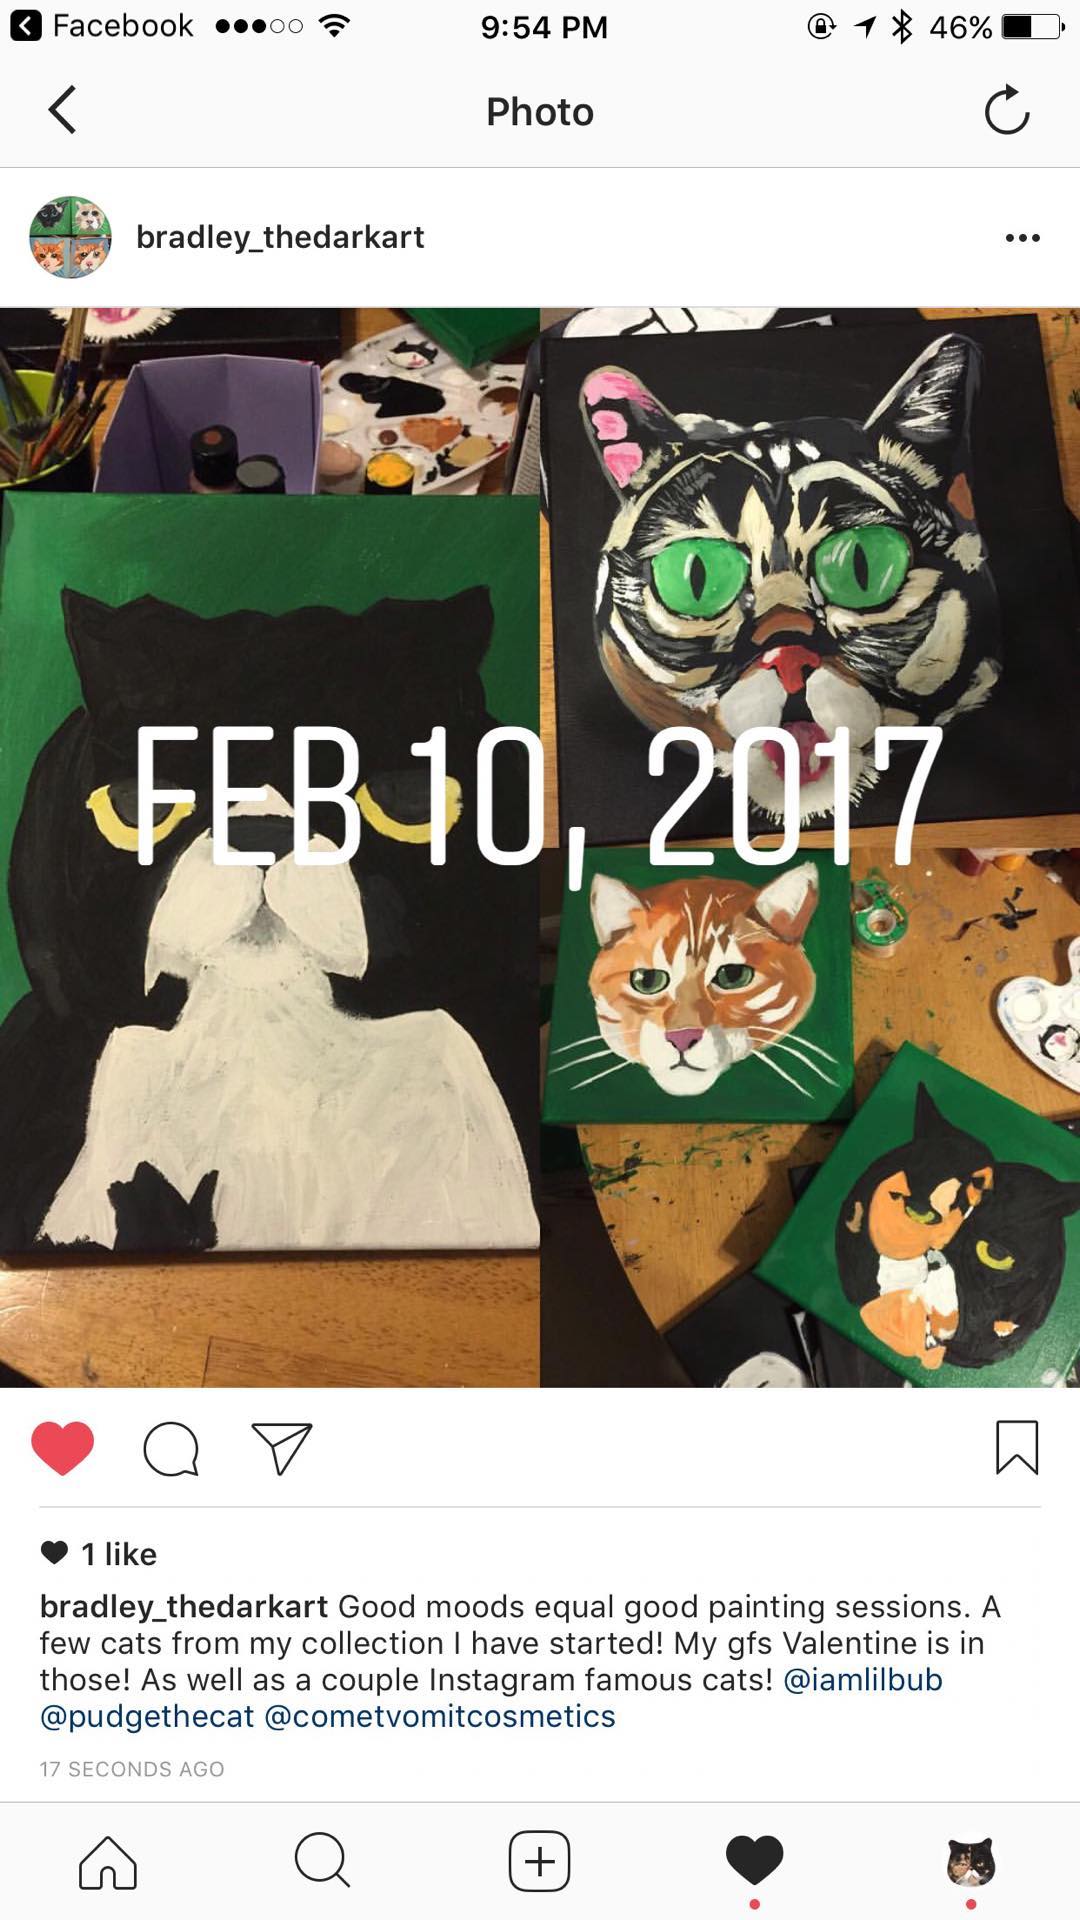 Facebook 9:54 PM 46%
Photo
bradley_thedarkart
FEB 10, 2017
1 like
bradley_thedarkart Good moods equal good painting sessions. A
few cats from my collection I have started! My gfs Valentine is in
those! As well as a couple Instagram famous cats! @iamlilbub
@pudgethecat @cometvomitcosmetics
17 SECONDS AGO